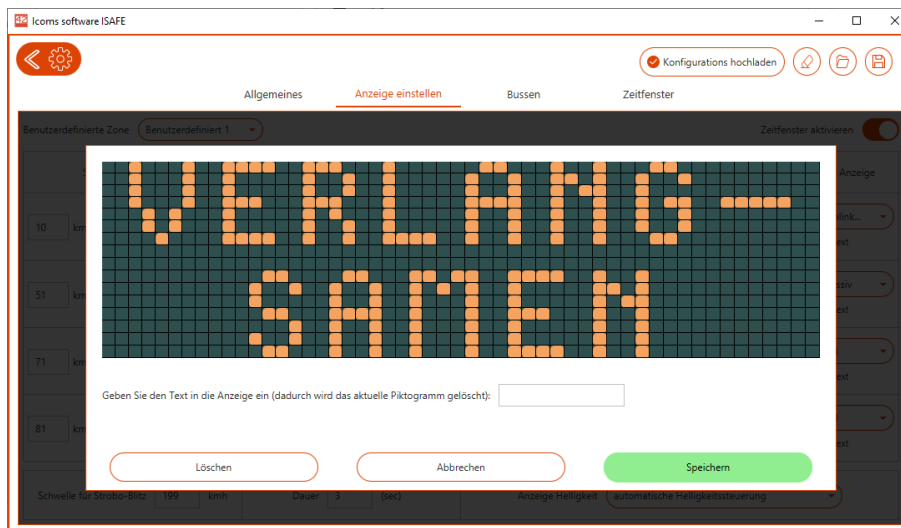 Icoms software ISAFE
Konfigurations hochladen
Allgemeines Anzeige einstellen Bussen Zeitfenster
Benutzerdefinierte Zone Benutzerdefiniert 1 Zeitfenster aktivieren
Anzeige
VERLANG-
SAMEN
10 km
51 km
71 km
81 km
Geben Sie den Text in die Anzeige ein (dadurch wird das aktuelle Piktogramm gelöscht):
Löschen Abbrechen Speichern
Schwelle für Strobo-Blitz 199 kmh Dauer 3 (sec) Anzeige Helligkeit automatische Helligkeitssteuerung